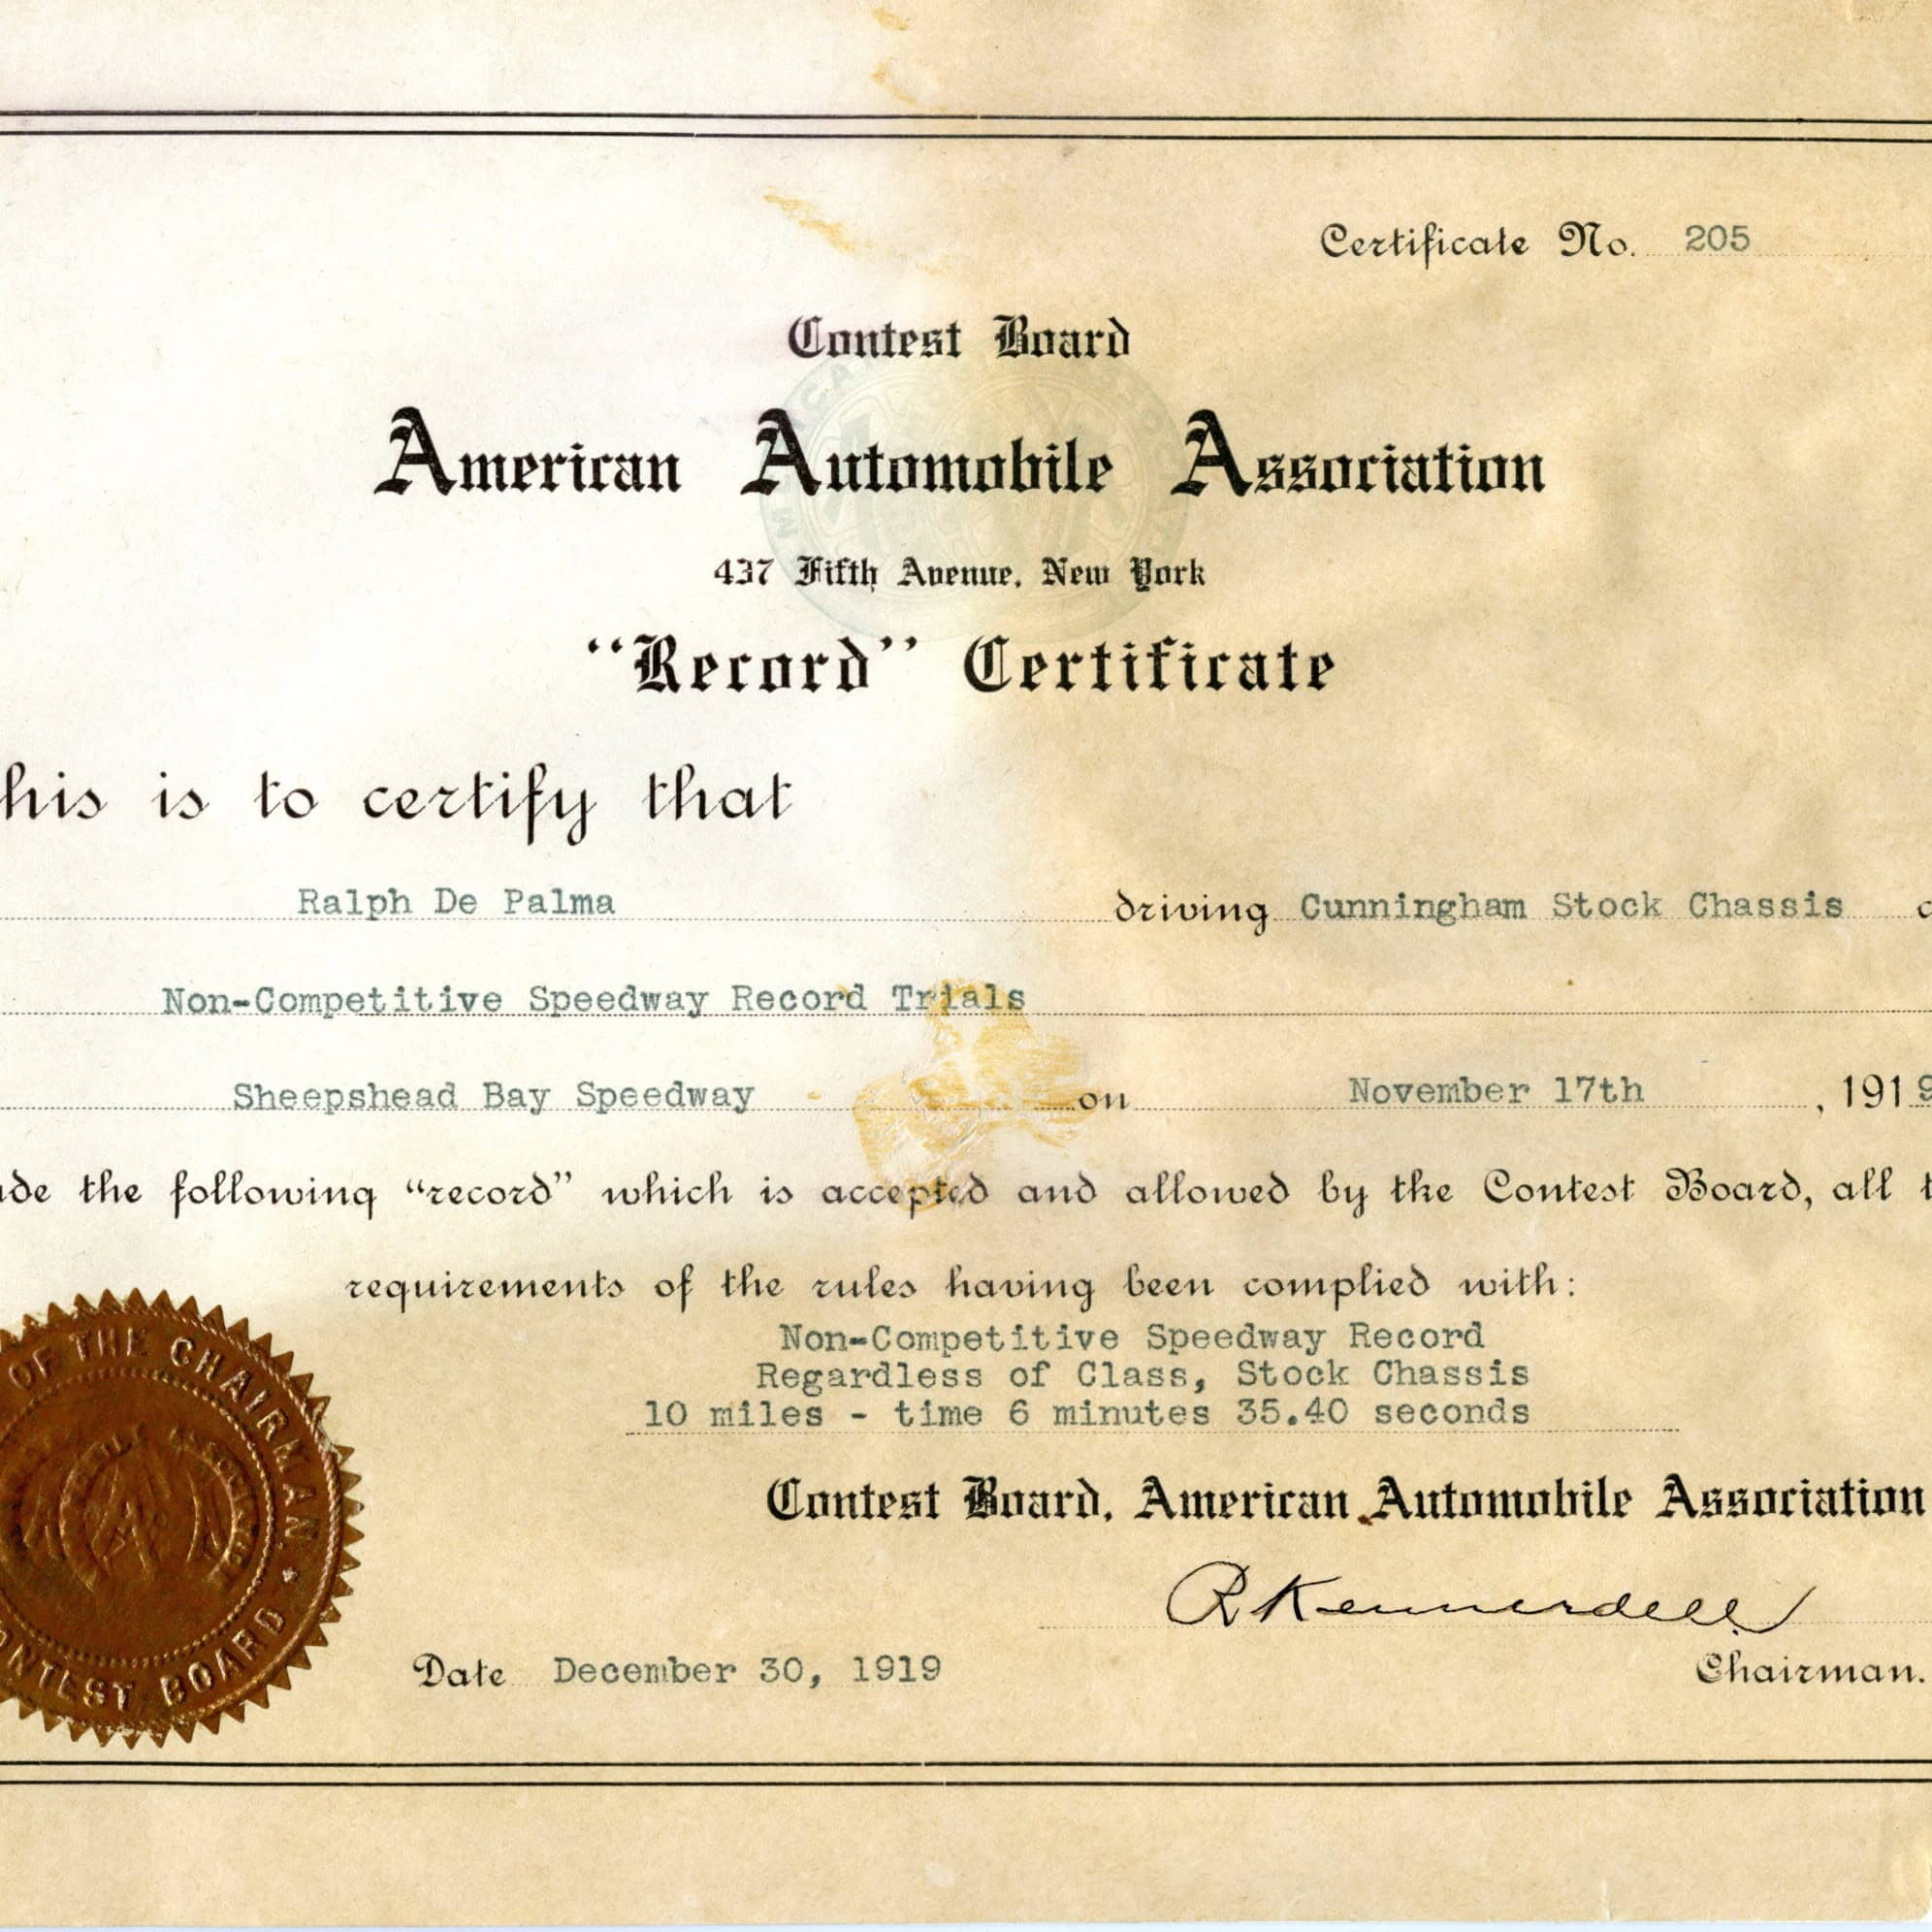 Certificate No. 205
Contest Board
American Automobile Association
437 Fifth Avenue, New York
"Record" Certificate
his is to certify that
Ralph De Palma driving Cunningham Stock Chassis
Non-Competitive Speedway Record Trials
Sheepshead Bay Speedway on November 17th, 1919
de the following "record" which is accepted and allowed by the Contest Board, all t
requirements of the rules having been complied with:
Non-Competitive Speedway Record
Regardless of Class, Stock Chassis
10 miles - time 6 minutes 35.40 seconds
OF THE CHAIRMAN
NTEST BOARD
Contest Board, American Automobile Association
R Kennerdell
Date December 30, 1919
Chairman.